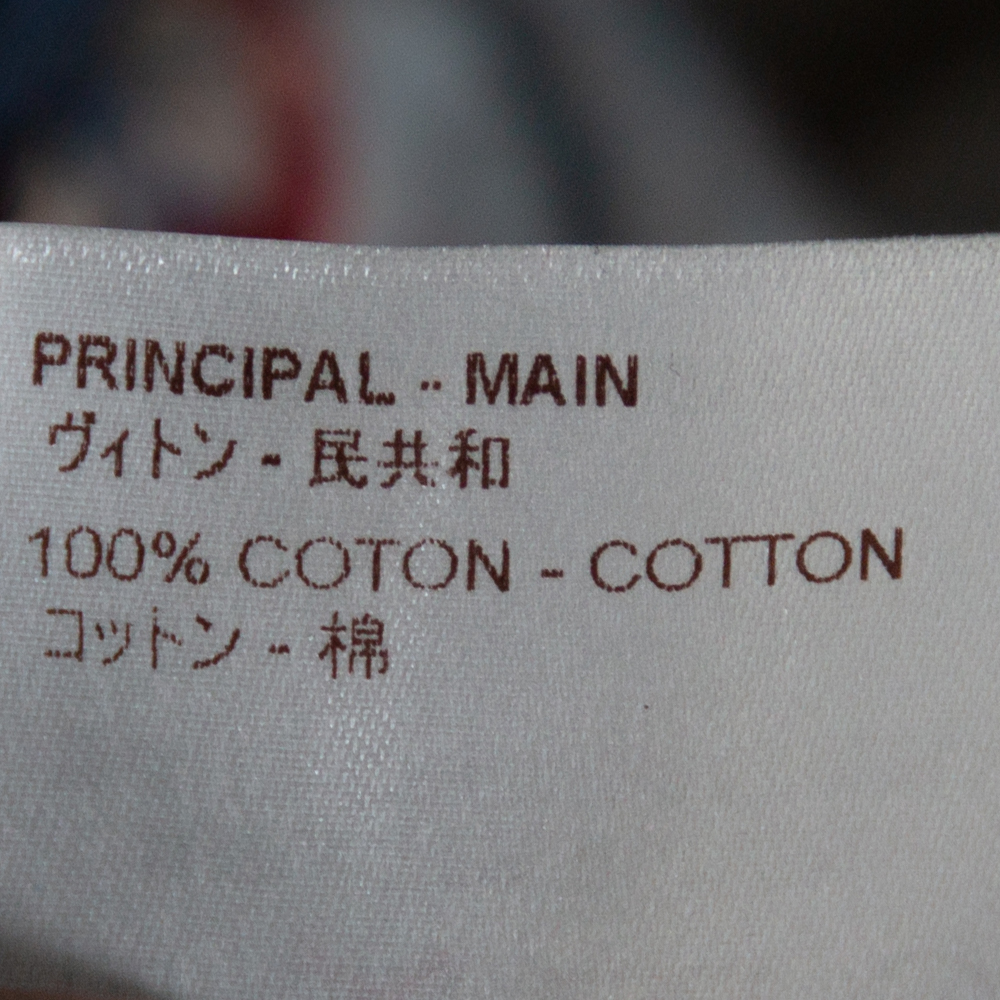 PRINCIPAL - MAIN
ヴィトン - 民共和
100% COTON - COTTON
コットン - 棉